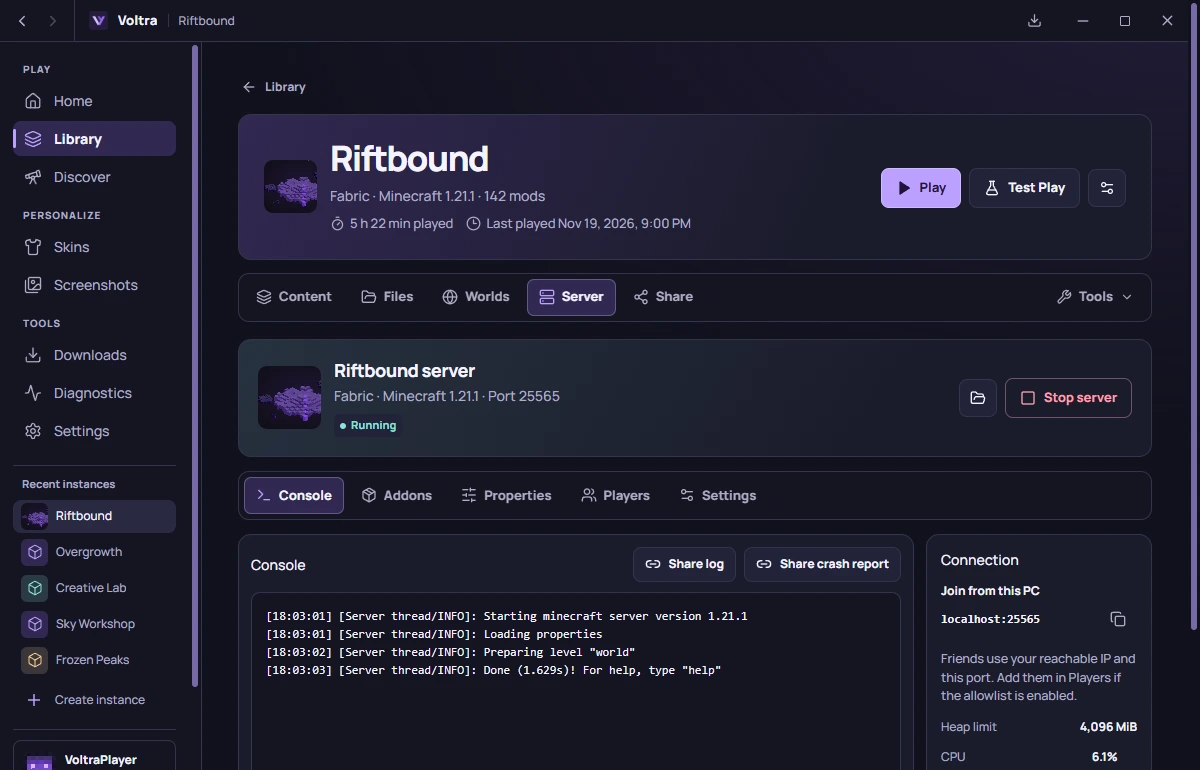 Voltra
Riftbound
PLAY
Home
Library
Discover
PERSONALIZE
Skins
Screenshots
TOOLS
Downloads
Diagnostics
Settings
Recent instances
Riftbound
Overgrowth
Creative Lab
Sky Workshop
Frozen Peaks
Create instance
VoltraPlayer
Library
Riftbound
Fabric · Minecraft 1.21.1 · 142 mods
5 h 22 min played
Last played Nov 19, 2026, 9:00 PM
Play
Test Play
Content
Files
Worlds
Server
Share
Tools
Riftbound server
Fabric · Minecraft 1.21.1 · Port 25565
Running
Stop server
Console
Addons
Properties
Players
Settings
Console
Share log
Share crash report
[18:03:01] [Server thread/INFO]: Starting minecraft server version 1.21.1
[18:03:01] [Server thread/INFO]: Loading properties
[18:03:02] [Server thread/INFO]: Preparing level "world"
[18:03:03] [Server thread/INFO]: Done (1.629s)! For help, type "help"
Connection
Join from this PC
localhost:25565
Friends use your reachable IP and
this port. Add them in Players if
the allowlist is enabled.
Heap limit 4,096 MiB
CPU 6.1%